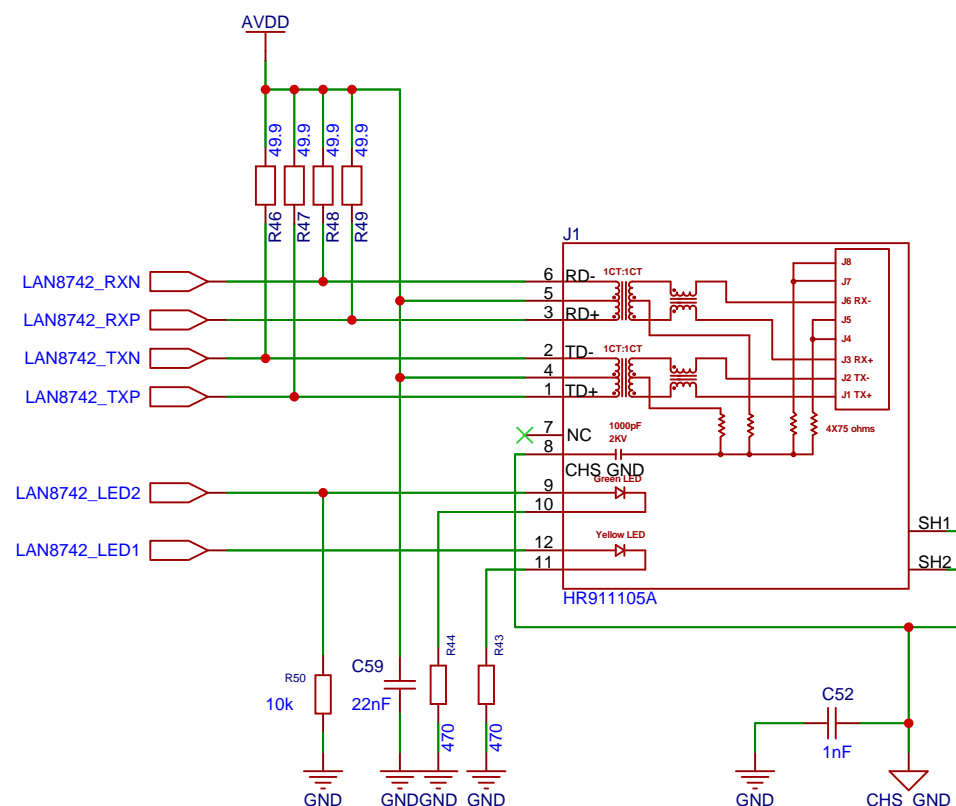 AVDD
49.9
49.9
49.9
49.9
R46
R47
R48
R49
J1
LAN8742_RXN
6 RD-
1CT:1CT
J8
J7
5
J6 RX-
LAN8742_RXP
3 RD+
J5
J4
LAN8742_TXN
2 TD-
1CT:1CT
J3 RX+
4
J2 TX-
LAN8742_TXP
1 TD+
J1 TX+
7 NC
1000pF
2KV
4X75 ohms
8
CHS GND
Green LED
LAN8742_LED2
9
10
SH1
Yellow LED
LAN8742_LED1
12
11
SH2
HR911105A
R44
R43
R50
10k
C59
22nF
470
470
C52
1nF
GND
GND
GND
GND
GND
CHS GND